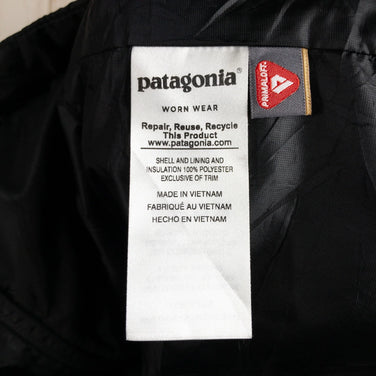 patagonia®
WORN WEAR
Repair, Reuse, Recycle
This Product
www.patagonia.com
SHELL AND LINING AND
INSULATION 100% POLYESTER
EXCLUSIVE OF TRIM
MADE IN VIETNAM
FABRIQUÉ AU VIETNAM
HECHO EN VIETNAM
PRIMALOFT